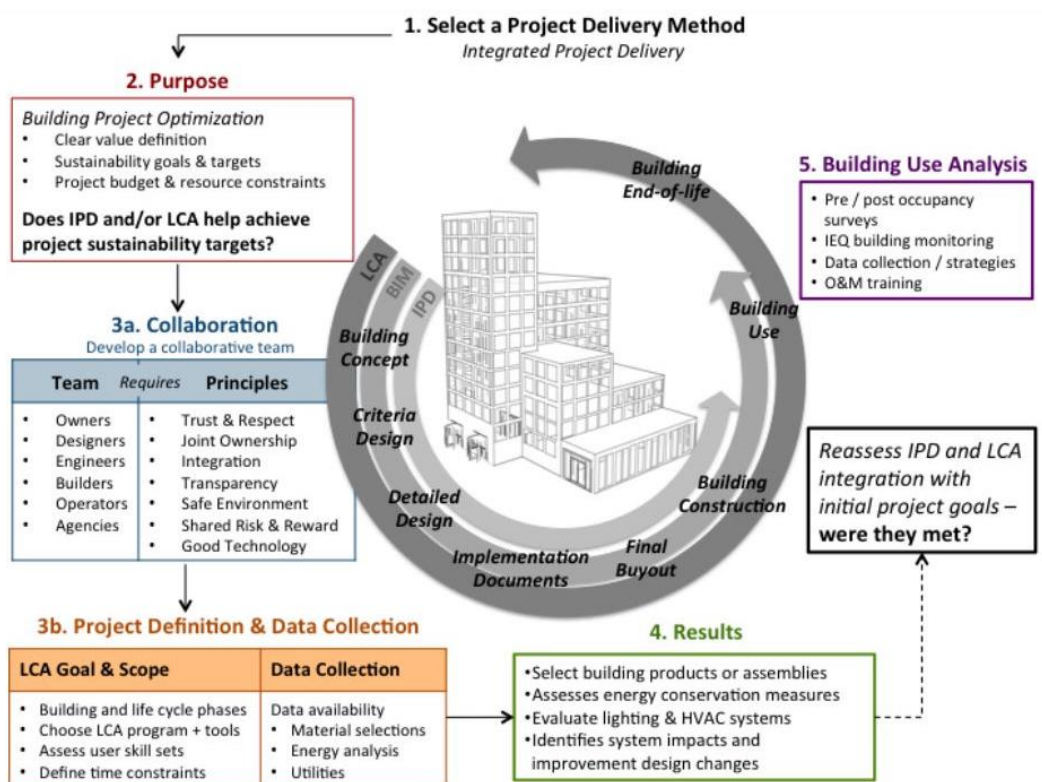 1. Select a Project Delivery Method
Integrated Project Delivery
2. Purpose
Building Project Optimization
• Clear value definition
• Sustainability goals & targets
• Project budget & resource constraints
Does IPD and/or LCA help achieve
project sustainability targets?
3a. Collaboration
Develop a collaborative team
Team Requires Principles
• Owners
• Designers
• Engineers
• Builders
• Operators
• Agencies
• Trust & Respect
• Joint Ownership
• Integration
• Transparency
• Safe Environment
• Shared Risk & Reward
• Good Technology
3b. Project Definition & Data Collection
LCA Goal & Scope
• Building and life cycle phases
• Choose LCA program + tools
• Assess user skill sets
• Define time constraints
Data Collection
Data availability
• Material selections
• Energy analysis
• Utilities
LCA
BIM
IPD
Building
Concept
Criteria
Design
Detailed
Design
Implementation
Documents
Final
Buyout
Building
Construction
Building
Use
Building
End-of-life
4. Results
•Select building products or assemblies
•Assesses energy conservation measures
•Evaluate lighting & HVAC systems
•Identifies system impacts and
improvement design changes
5. Building Use Analysis
• Pre / post occupancy
surveys
• IEQ building monitoring
• Data collection / strategies
• O&M training
Reassess IPD and LCA
integration with
initial project goals –
were they met?